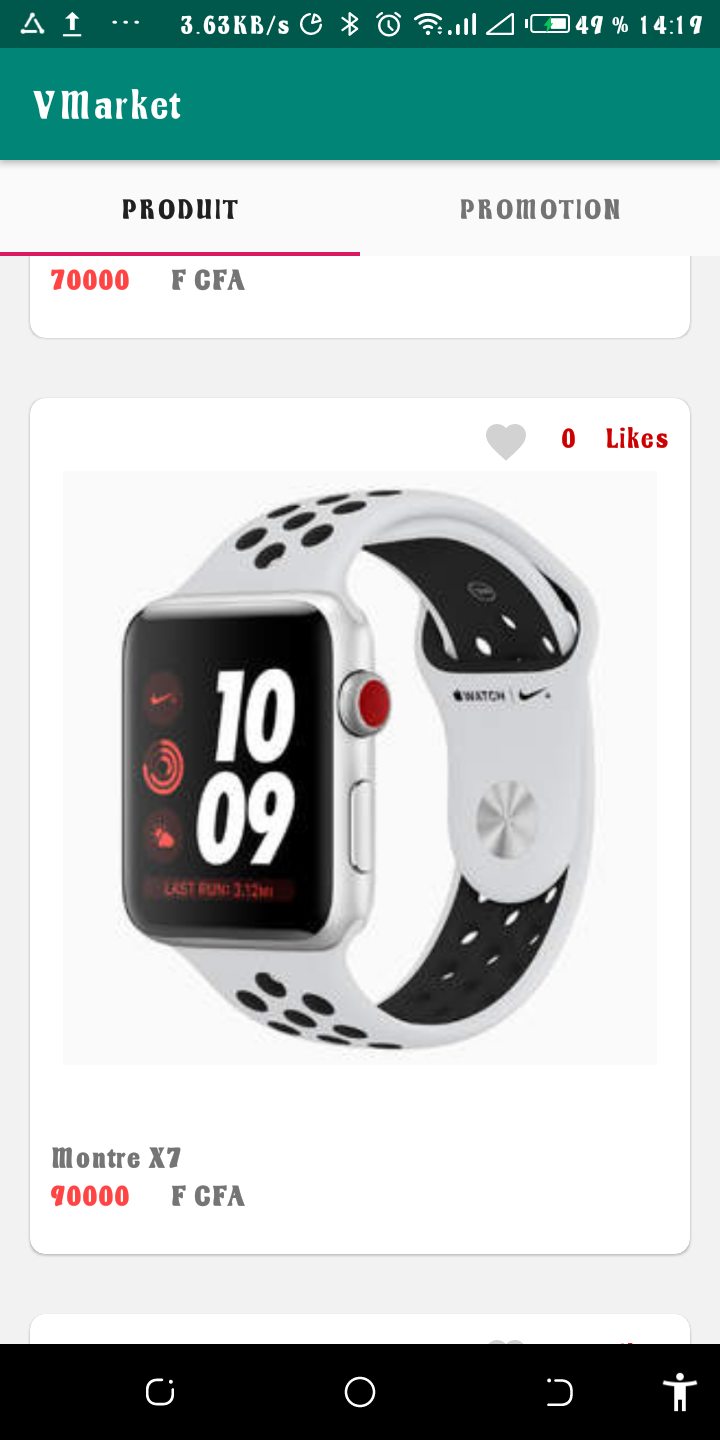 3.63KB/s 49 % 14:19
VMarket
PRODUIT PROMOTION
70000 F CFA
0 Likes
WATCH
10
09
LAST RUN: 3.12MI
Montre X7
90000 F CFA